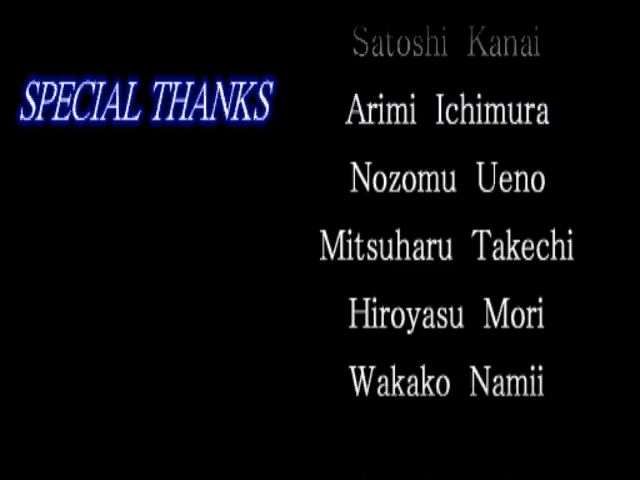 Satoshi Kanai
SPECIAL THANKS
Arimi Ichimura
Nozomu Ueno
Mitsuharu Takechi
Hiroyasu Mori
Wakako Namii